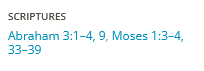 SCRIPTURES
Abraham 3:1–4, 9, Moses 1:3–4,
33–39